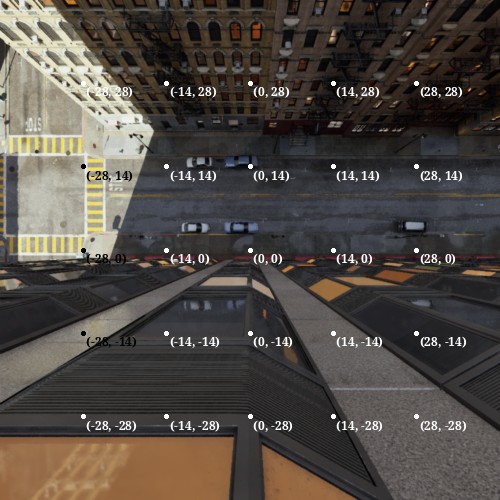 (-28, 28) (-14, 28) (0, 28) (14, 28) (28, 28)
(-28, 14) (-14, 14) (0, 14) (14, 14) (28, 14)
(-28, 0) (-14, 0) (0, 0) (14, 0) (28, 0)
(-28, -14) (-14, -14) (0, -14) (14, -14) (28, -14)
(-28, -28) (-14, -28) (0, -28) (14, -28) (28, -28)